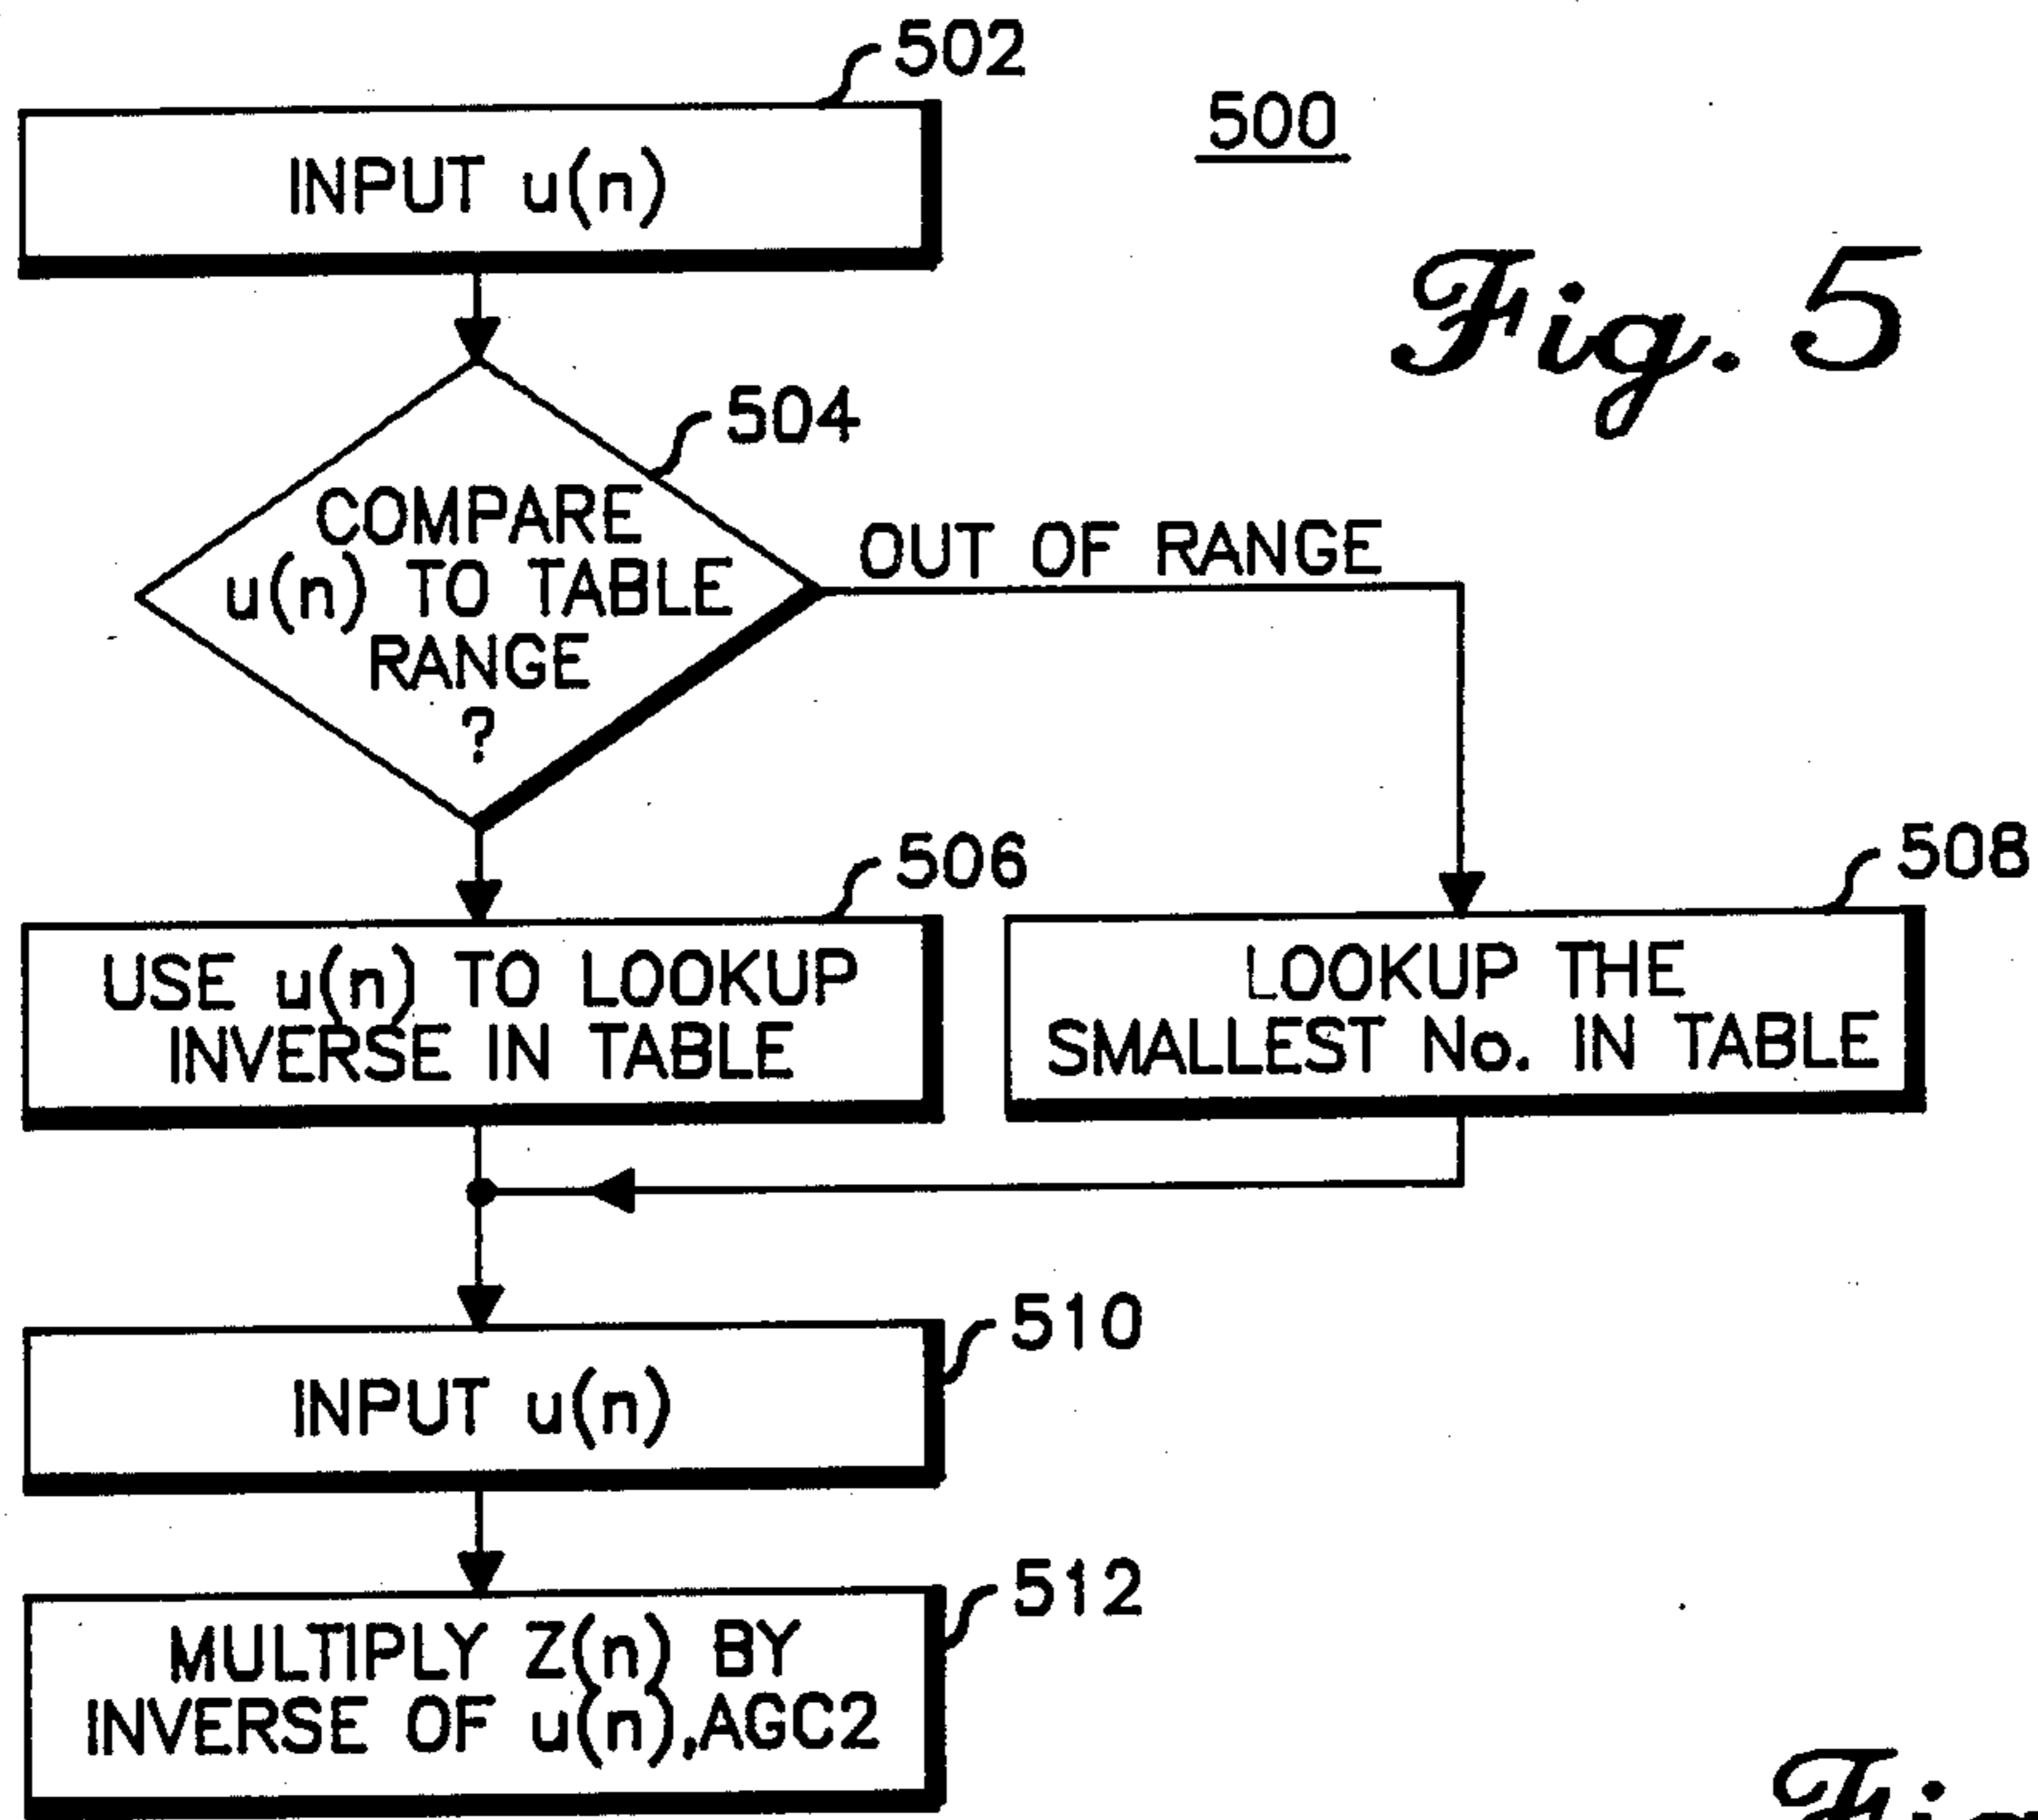 502
500
INPUT u(n)
Fig. 5
504
COMPARE
u(n) TO TABLE
RANGE
?
OUT OF RANGE
506
508
USE u(n) TO LOOKUP
INVERSE IN TABLE
LOOKUP THE
SMALLEST No. IN TABLE
510
INPUT u(n)
512
MULTIPLY Z(n) BY
INVERSE OF u(n),AGC2